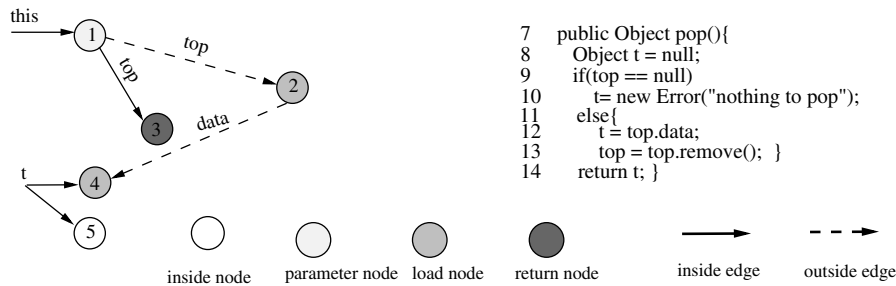 this
1
top
top
2
3
data
t
4
5
7 public Object pop(){
8 Object t = null;
9 if(top == null)
10 t= new Error("nothing to pop");
11 else{
12 t = top.data;
13 top = top.remove(); }
14 return t; }
inside node
parameter node
load node
return node
inside edge
outside edge